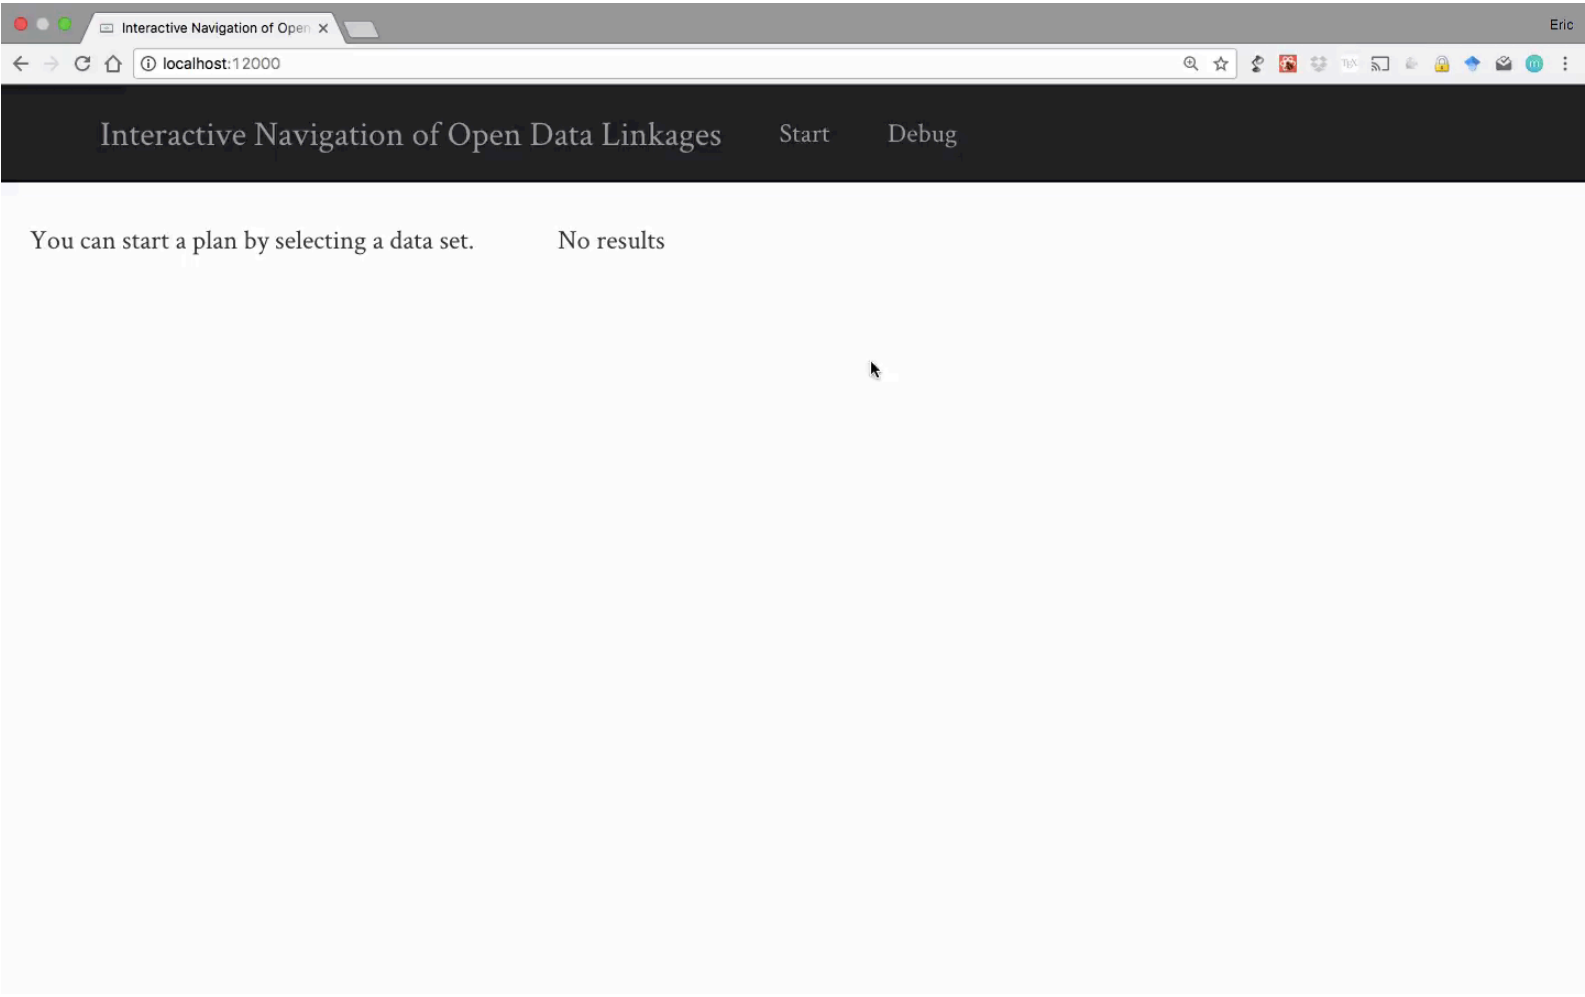 Interactive Navigation of Open
Eric
localhost:12000
Interactive Navigation of Open Data Linkages Start Debug
You can start a plan by selecting a data set. No results